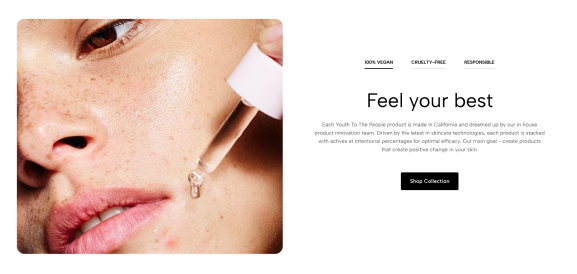 100% VEGAN
CRUELTY-FREE
RESPONSIBLE
Feel your best
Each Youth To The People product is made in California and dreamed up by our in house
product innovation team. Driven by the latest in skincare technologies, each product is stacked
with actives at intentional percentages for optimal efficacy. Our main goal - create products
that create positive change in your skin.
Shop Collection